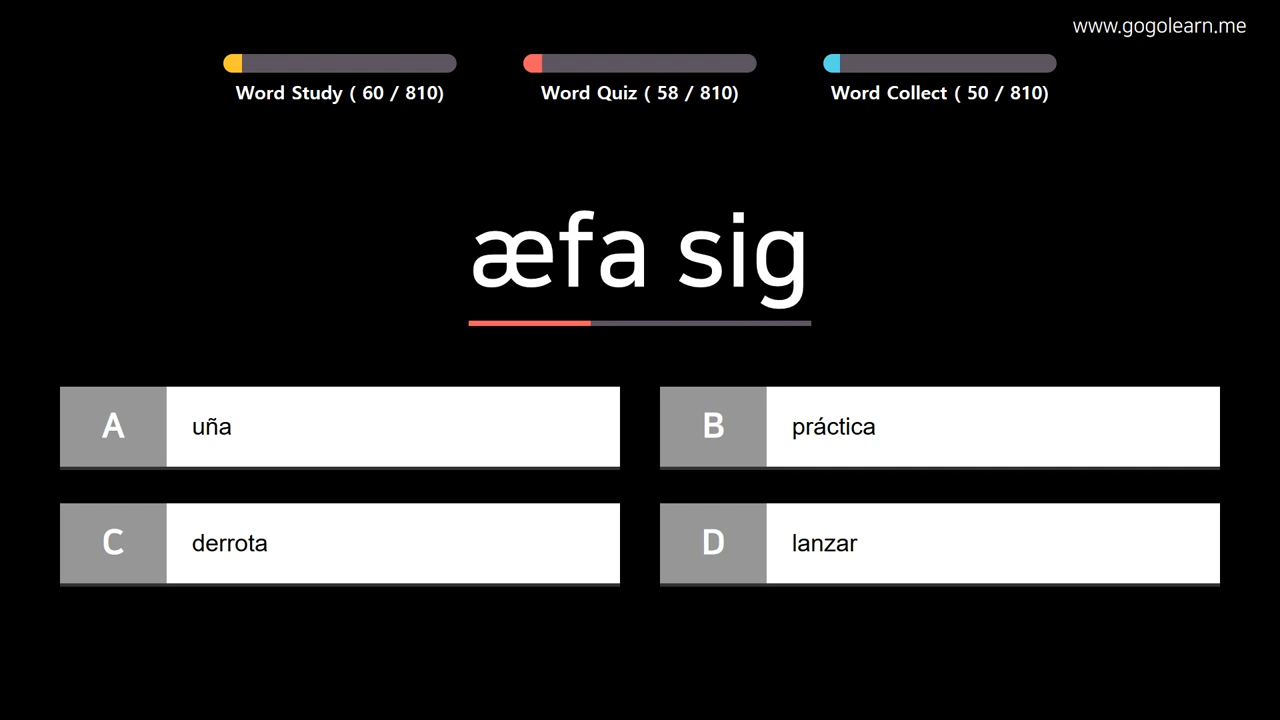 www.gogolearn.me
Word Study ( 60 / 810)
Word Quiz ( 58 / 810)
Word Collect ( 50 / 810)
æfa sig
A uña
B práctica
C derrota
D lanzar